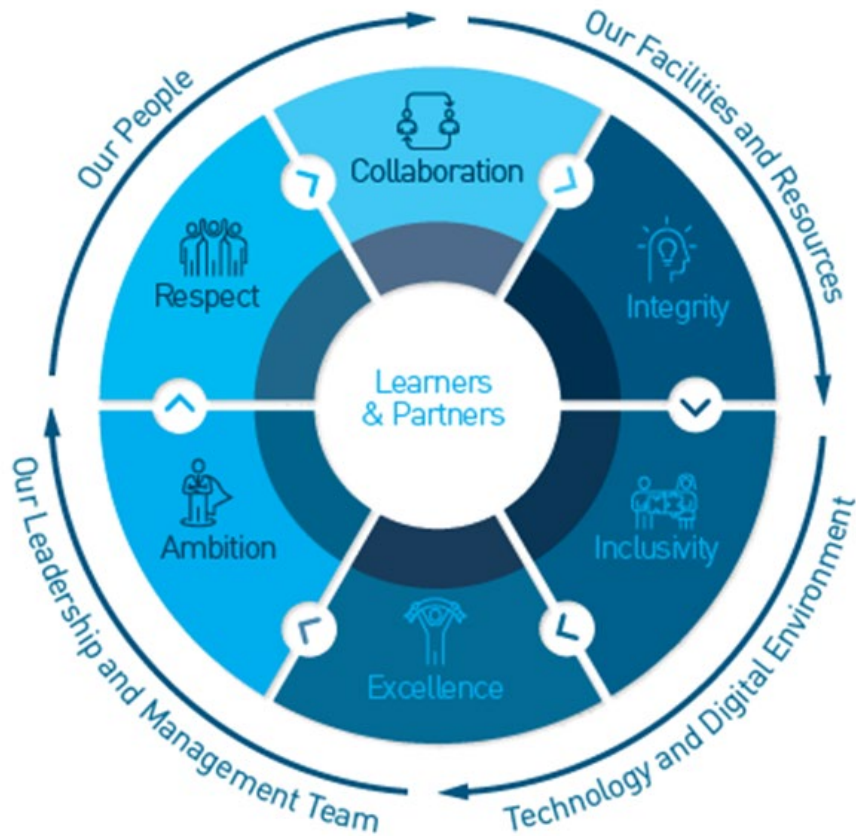 Our People
Our Facilities and Resources
Collaboration
Respect
Integrity
Learners
& Partners
Ambition
Inclusivity
Excellence
Our Leadership and Management Team
Technology and Digital Environment